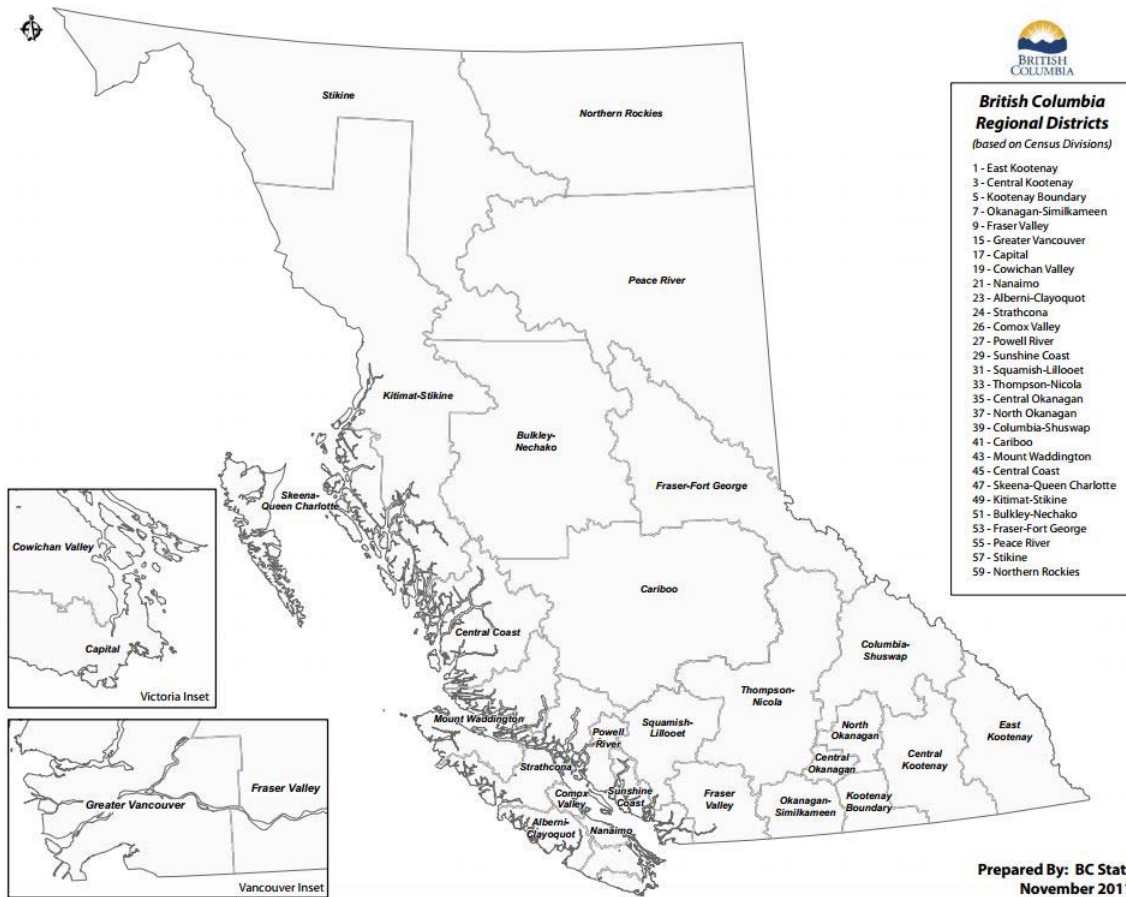 BRITISH
COLUMBIA
British Columbia
Regional Districts
(based on Census Divisions)
1 - East Kootenay
3 - Central Kootenay
5 - Kootenay Boundary
7 - Okanagan-Similkameen
9 - Fraser Valley
15 - Greater Vancouver
17 - Capital
19 - Cowichan Valley
21 - Nanaimo
23 - Alberni-Clayoquot
24 - Strathcona
26 - Comox Valley
27 - Powell River
29 - Sunshine Coast
31 - Squamish-Lillooet
33 - Thompson-Nicola
35 - Central Okanagan
37 - North Okanagan
39 - Columbia-Shuswap
41 - Cariboo
43 - Mount Waddington
45 - Central Coast
47 - Skeena-Queen Charlotte
49 - Kitimat-Stikine
51 - Bulkley-Nechako
53 - Fraser-Fort George
55 - Peace River
57 - Stikine
59 - Northern Rockies
Stikine
Northern Rockies
Peace River
Kitimat-Stikine
Bulkley-
Nechako
Fraser-Fort George
Skeena-
Queen Charlotte
Cariboo
Central Coast
Columbia-
Shuswap
Thompson-
Nicola
Mount Waddington
Powell
River
Squamish-
Lillooet
North
Okanagan
East
Kootenay
Central
Kootenay
Central
Okanagan
Strathcona
Comox
Valley
Sunshine
Coast
Fraser
Valley
Okanagan-
Similkameen
Kootenay
Boundary
Alberni-
Clayoquot
Nanaimo
Cowichan Valley
Capital
Victoria Inset
Greater Vancouver
Fraser Valley
Vancouver Inset
Prepared By: BC Stat
November 2011